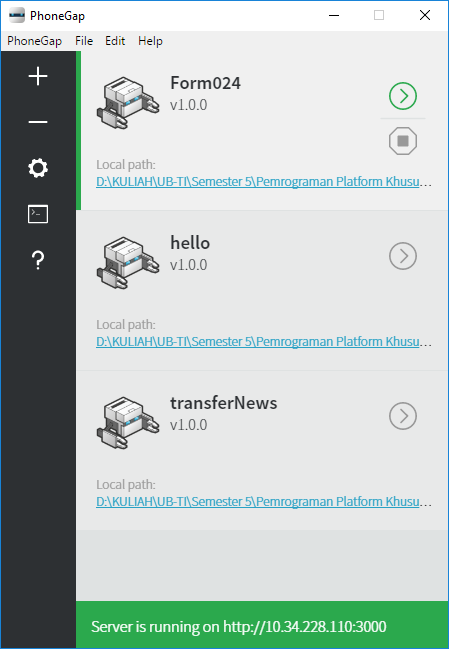 PhoneGap
PhoneGap File Edit Help
Form024
v1.0.0
Local path:
D:\KULIAH\UB-TI\Semester 5\Pemrograman Platform Khusu...
hello
v1.0.0
Local path:
D:\KULIAH\UB-TI\Semester 5\Pemrograman Platform Khusu...
transferNews
v1.0.0
Local path:
D:\KULIAH\UB-TI\Semester 5\Pemrograman Platform Khusu...
Server is running on http://10.34.228.110:3000